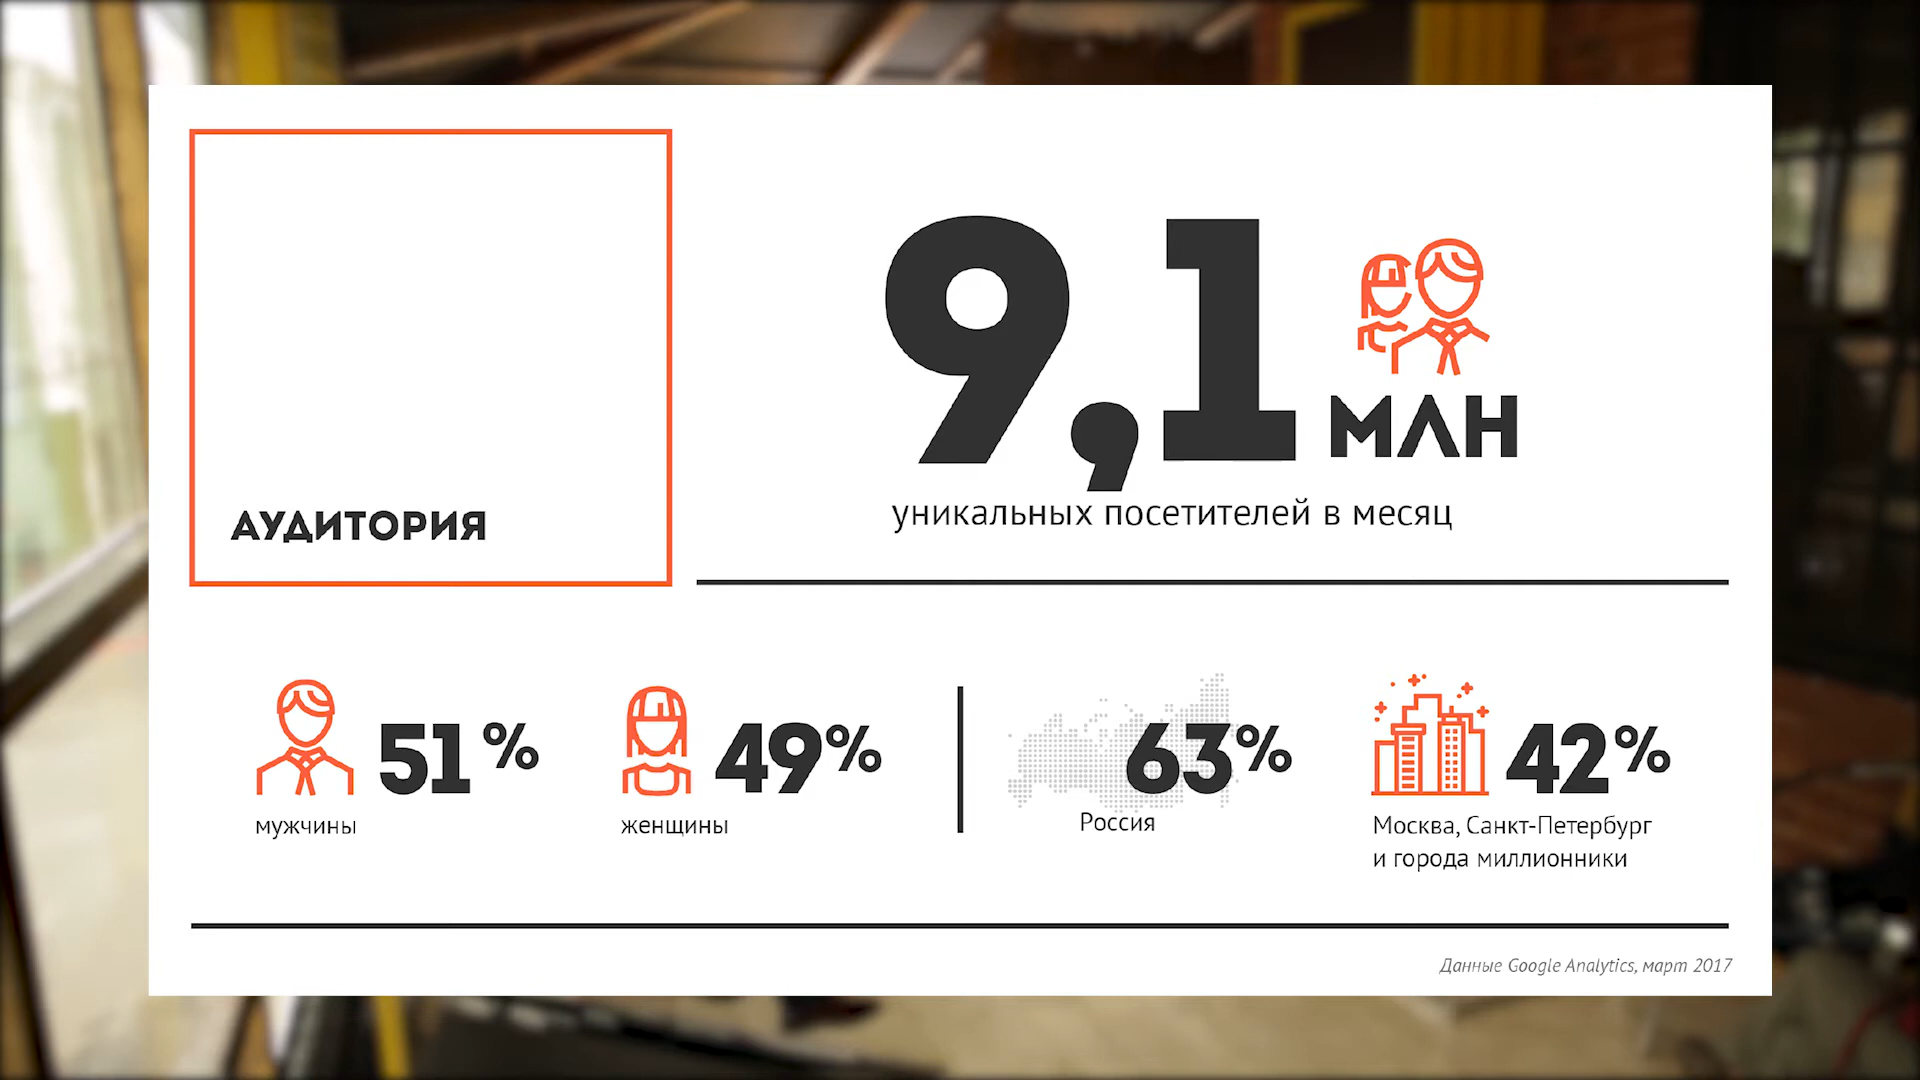 АУДИТОРИЯ
9,1 МЛН
уникальных посетителей в месяц
51%
мужчины
49%
женщины
63%
Россия
42%
Москва, Санкт-Петербург
и города миллионники
Данные Google Analytics, март 2017